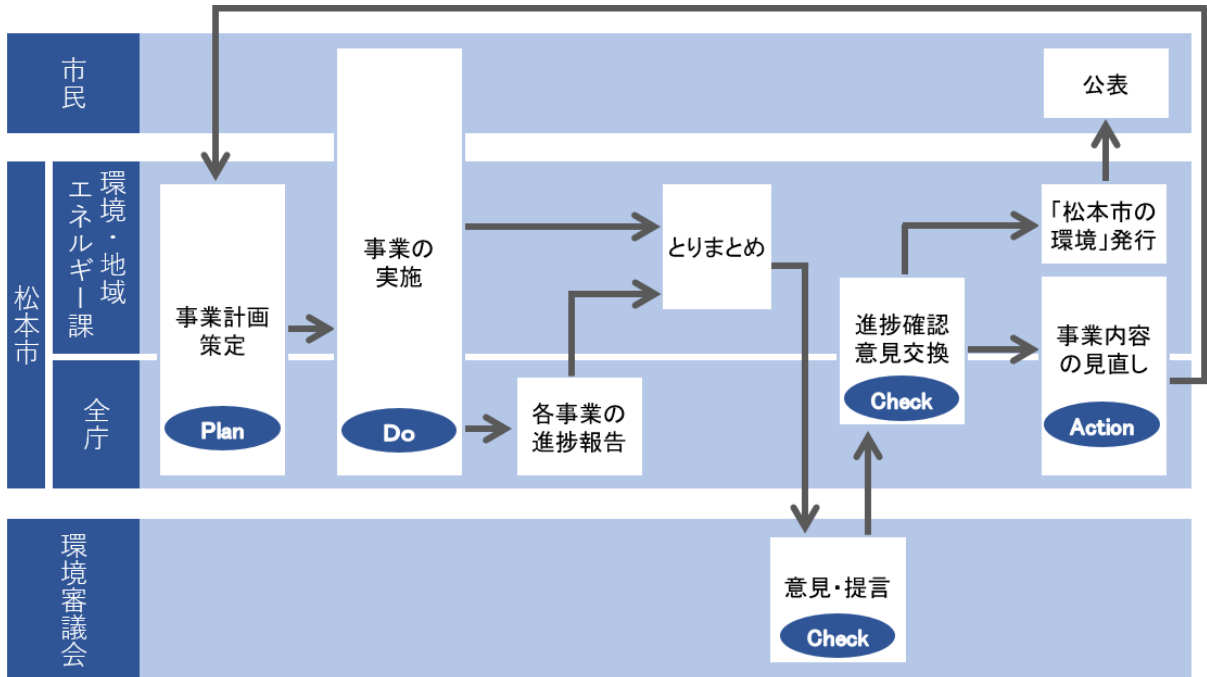 市民
松本市
環境・地域
エネルギー課
全庁
環境審議会
事業計画
策定
Plan
事業の
実施
Do
各事業の
進捗報告
とりまとめ
意見・提言
Check
進捗確認
意見交換
Check
「松本市の
環境」発行
公表
事業内容
の見直し
Action